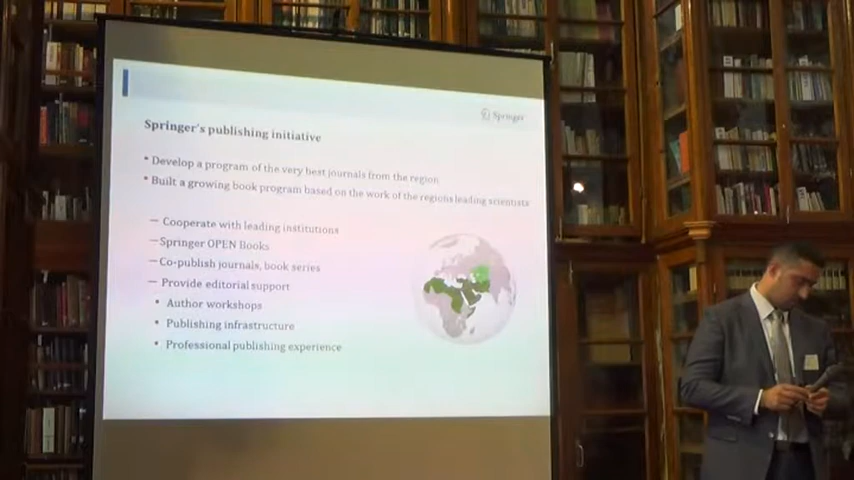 Springer
Springer's publishing initiative
• Develop a program of the very best journals from the region
• Built a growing book program based on the work of the regions leading scientists
— Cooperate with leading institutions
— Springer OPEN Books
— Co-publish journals, book series
— Provide editorial support
• Author workshops
• Publishing infrastructure
• Professional publishing experience